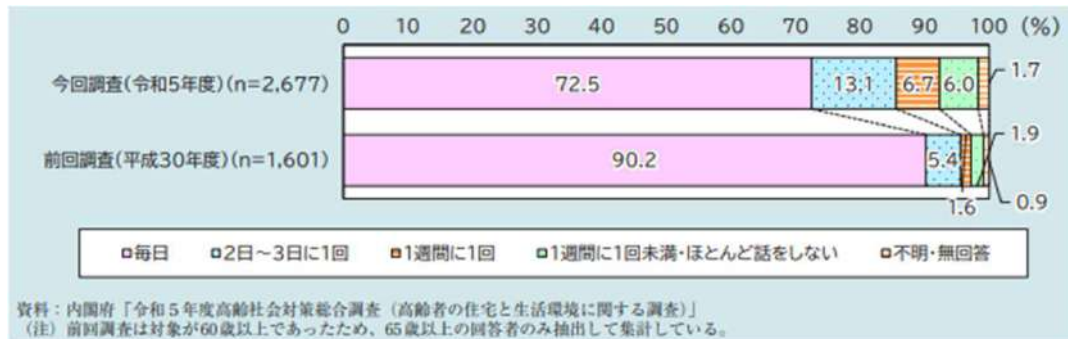 0 10 20 30 40 50 60 70 80 90 100 (%)
今回調査(令和5年度)(n=2,677) 72.5 13.1 6.7 6.0 1.7
前回調査(平成30年度)(n=1,601) 90.2 5.4 1.6 1.9 0.9
毎日 2日~3日に1回 1週間に1回 1週間に1回未満・ほとんど話をしない 不明・無回答
資料:内閣府「令和5年度高齢社会対策総合調査(高齢者の住宅と生活環境に関する調査)」
(注)前回調査は対象が60歳以上であったため、65歳以上の回答者のみ抽出して集計している。